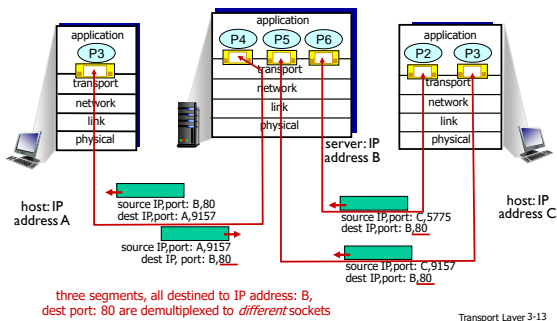 application
P3
transport
network
link
physical
host: IP
address A
application
P4 P5 P6
transport
network
link
physical
server: IP
address B
application
P2 P3
transport
network
link
physical
host: IP
address C
source IP,port: B,80
dest IP,port: A,9157
source IP,port: A,9157
dest IP, port: B,80
source IP,port: C,5775
dest IP,port: B,80
source IP,port: C,9157
dest IP,port: B,80
three segments, all destined to IP address: B,
dest port: 80 are demultiplexed to different sockets
Transport Layer 3-13